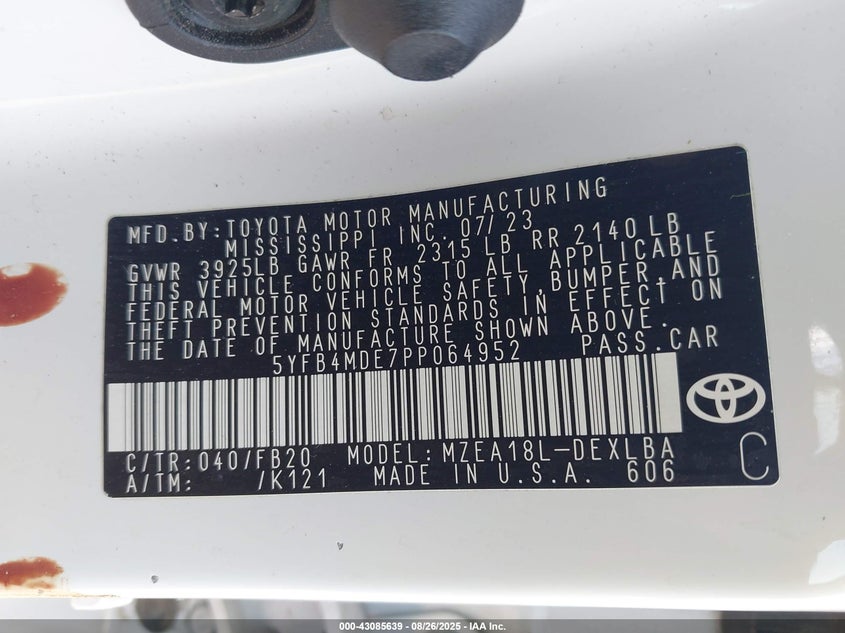 MFD.BY:TOYOTA MOTOR MANUFACTURING
MISSISSIPPI INC. 07/23
GVWR 3925LB GAWR FR 2315 LB RR 2140LB
THIS VEHICLE CONFORMS TO ALL APPLICABLE
FEDERAL MOTOR VEHICLE SAFETY,BUMPER,AND
THEFT PREVENTION STANDARDS IN EFFECT ON
THE DATE OF MANUFACTURE SHOWN ABOVE.
5YFB4MDE7PP064952 PASS.CAR
C/TR:040/FB20 MODEL:MZEA18L-DEXLBA
A/TM: /K121 MADE IN U.S.A. 606
C
000-43085639 - 08/26/2025 - IAA Inc.